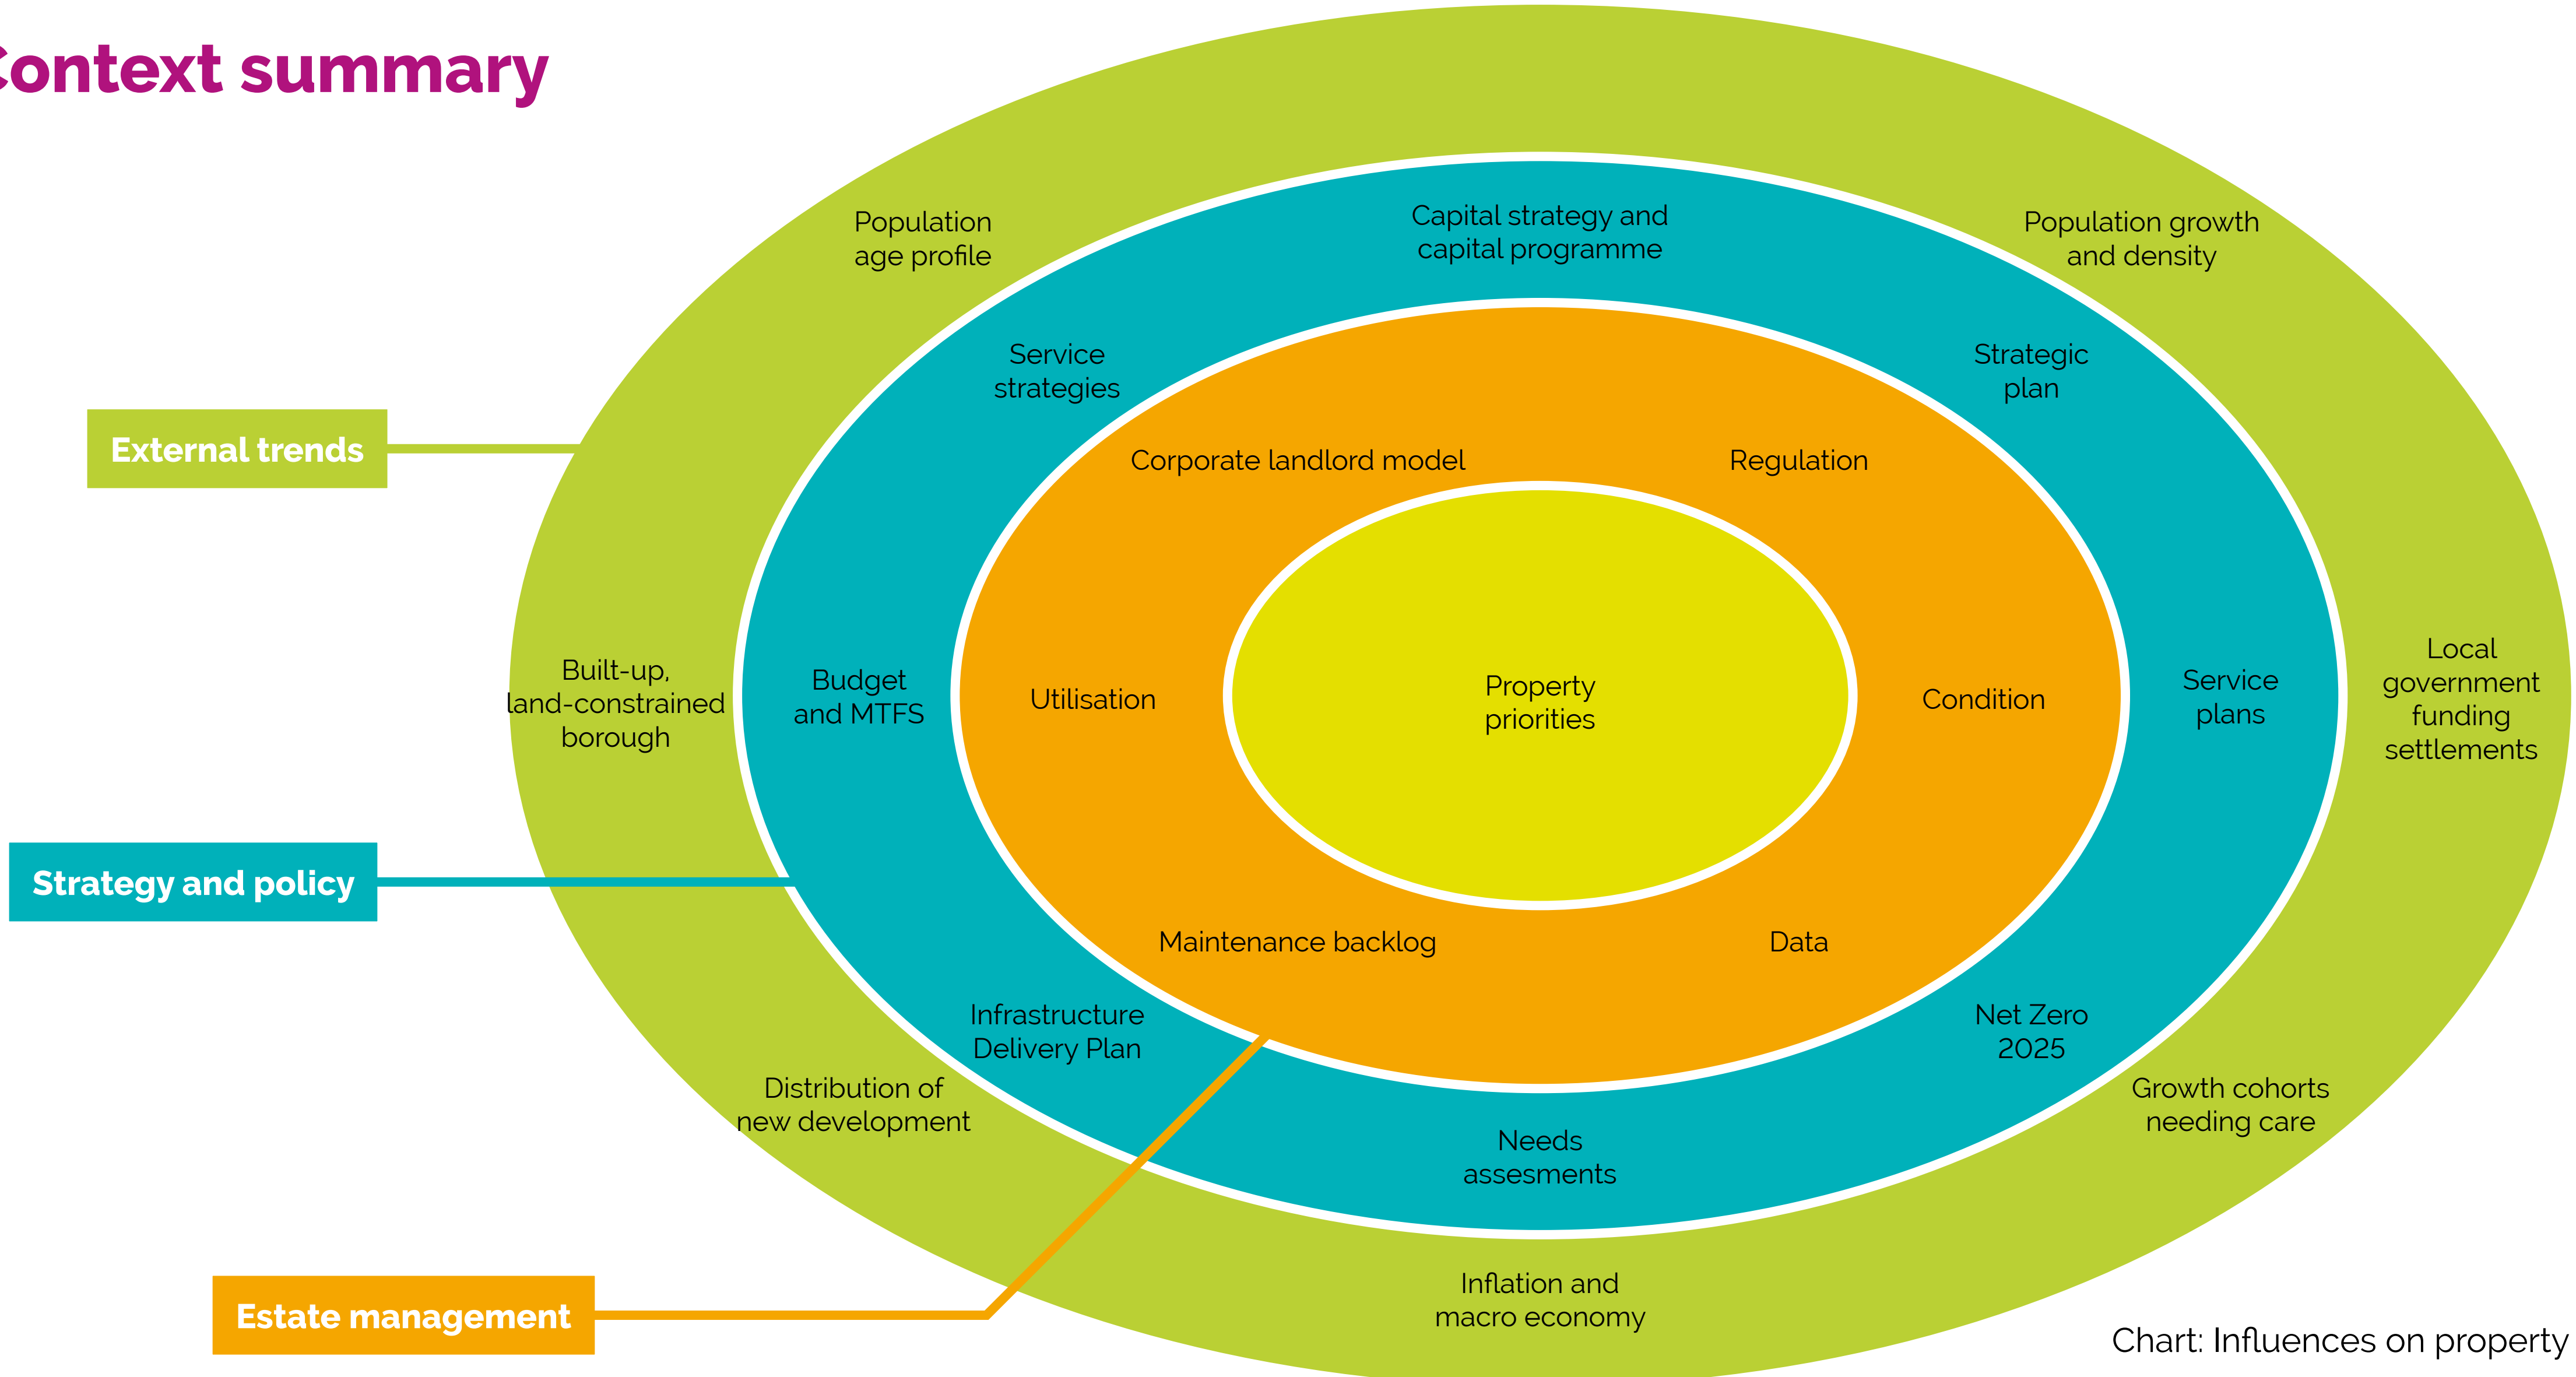 Context summary
Population
age profile
Capital strategy and
capital programme
Population growth
and density
Service
strategies
Strategic
plan
External trends
Corporate landlord model
Regulation
Built-up,
land-constrained
borough
Budget
and MTFS
Utilisation
Property
priorities
Condition
Service
plans
Local
government
funding
settlements
Strategy and policy
Maintenance backlog
Data
Infrastructure
Delivery Plan
Net Zero
2025
Distribution of
new development
Growth cohorts
needing care
Needs
assesments
Estate management
Inflation and
macro economy
Chart: Influences on property